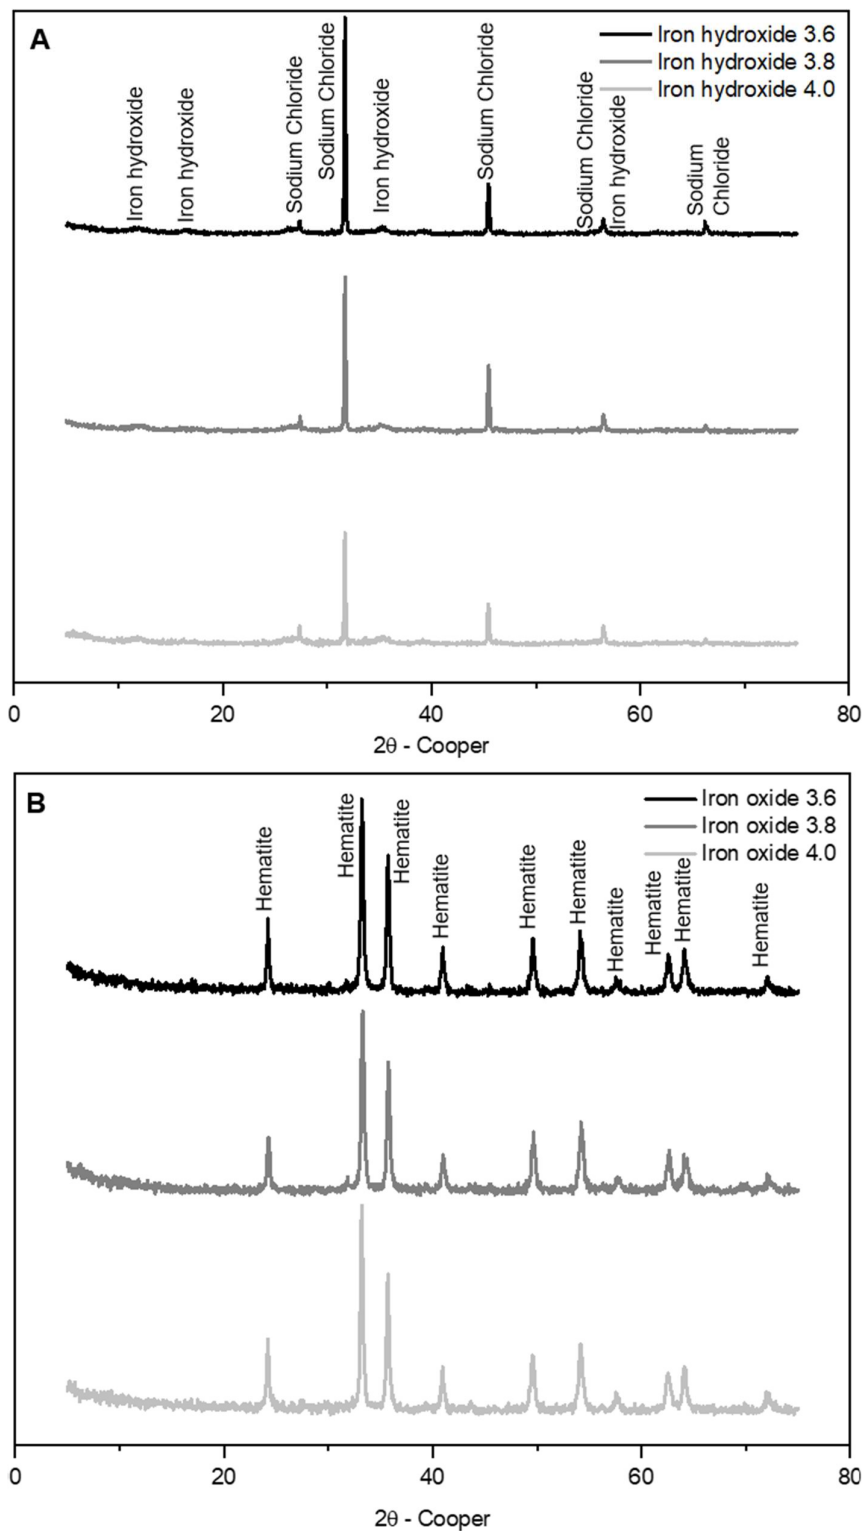 A
Iron hydroxide 3.6
Iron hydroxide 3.8
Iron hydroxide 4.0
Iron hydroxide
Iron hydroxide
Sodium Chloride
Sodium Chloride
Iron hydroxide
Sodium Chloride
Sodium Chloride
Iron hydroxide
Sodium
Chloride
0
20
40
60
80
2θ - Cooper
B
Iron oxide 3.6
Iron oxide 3.8
Iron oxide 4.0
Hematite
Hematite
Hematite
Hematite
Hematite
Hematite
Hematite
Hematite
Hematite
Hematite
0
20
40
60
80
2θ - Cooper